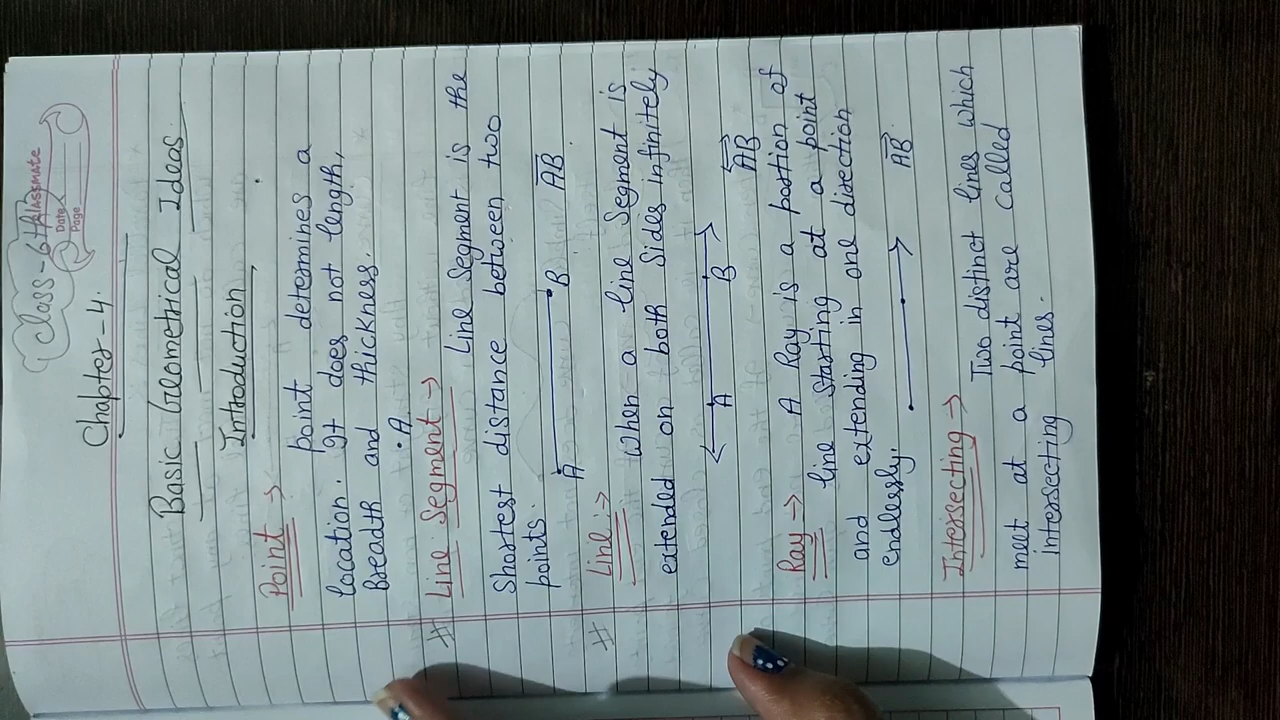 Class-6th
CLASSMATE
Date
Page
Chapter-4.
Basic Geometrical Ideas
Introduction
Point → point determines a
location. It does not length,
Breadth and thickness.
. A
# Line Segment → Line Segment is the
Shortest distance between two
points.
A B AB
# Line :→ When a line Segment is
extended on both Sides infinitely
A B AB
Ray → A Ray is a portion of
line Starting at a point
and extending in one direction
endlessly.
AB
Intersecting → Two distinct lines which
meet at a point are called
intersecting lines.